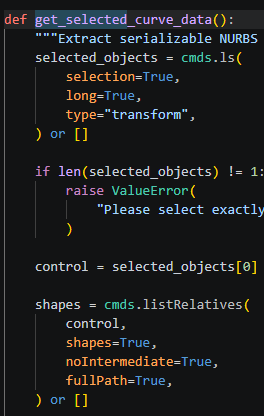 def get_selected_curve_data():
    """Extract serializable NURBS
    selected_objects = cmds.ls(
        selection=True,
        long=True,
        type="transform",
    ) or []

    if len(selected_objects) != 1:
        raise ValueError(
            "Please select exactly
        )

    control = selected_objects[0]

    shapes = cmds.listRelatives(
        control,
        shapes=True,
        noIntermediate=True,
        fullPath=True,
    ) or []